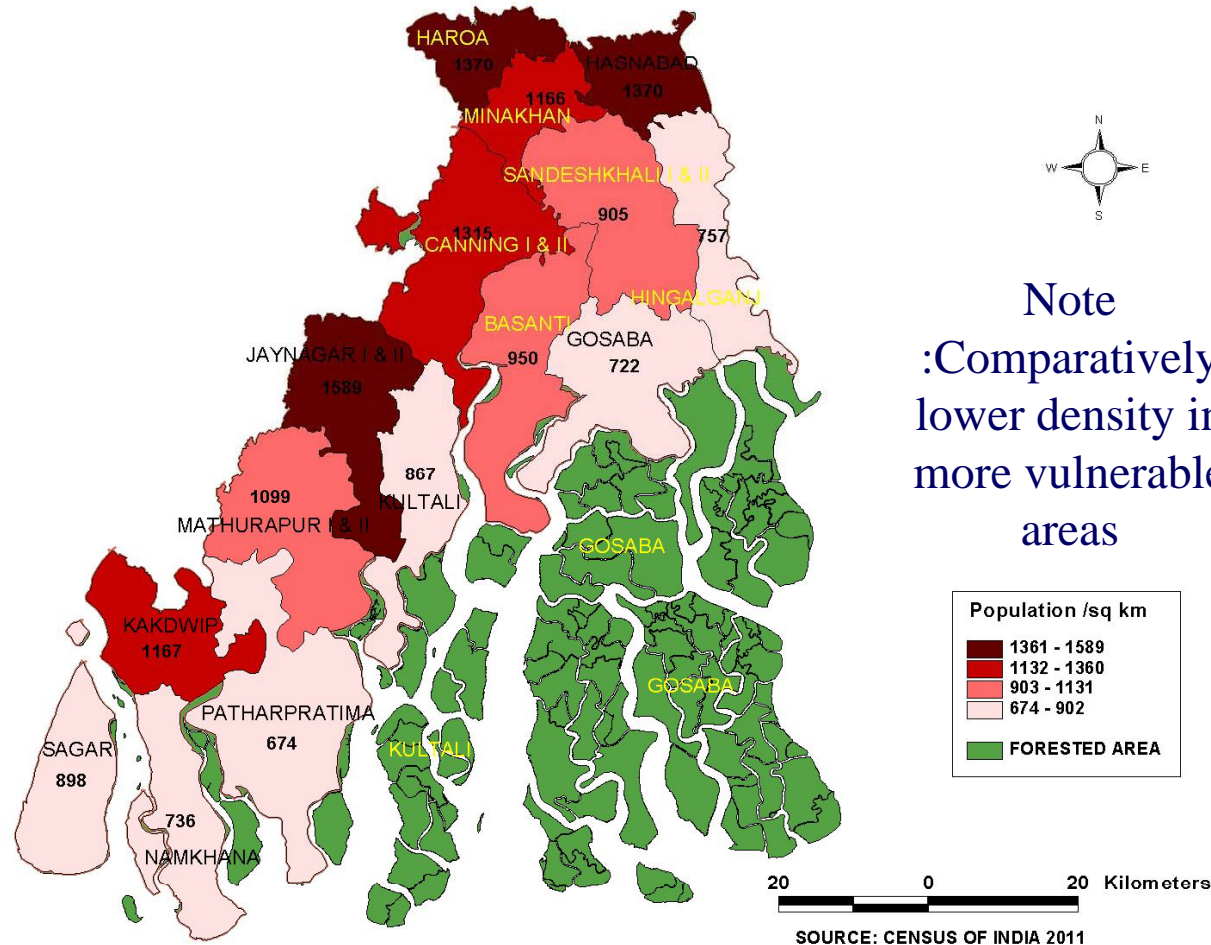 HAROA
1370
HASNABAD
1370
1166
MINAKHAN
SANDESHKHALI I & II
905
1315
CANNING I & II
757
HINGALGANJ
BASANTI
950
GOSABA
722
JAYNAGAR I & II
1589
867
KULTALI
1099
MATHURAPUR I & II
GOSABA
KAKDWIP
1167
GOSABA
PATHARPRATIMA
674
KULTALI
SAGAR
898
736
NAMKHANA
N
W
E
S
Note
:Comparatively
lower density in
more vulnerable
areas
Population /sq km
1361 - 1589
1132 - 1360
903 - 1131
674 - 902
FORESTED AREA
20 0 20 Kilometers
SOURCE: CENSUS OF INDIA 2011